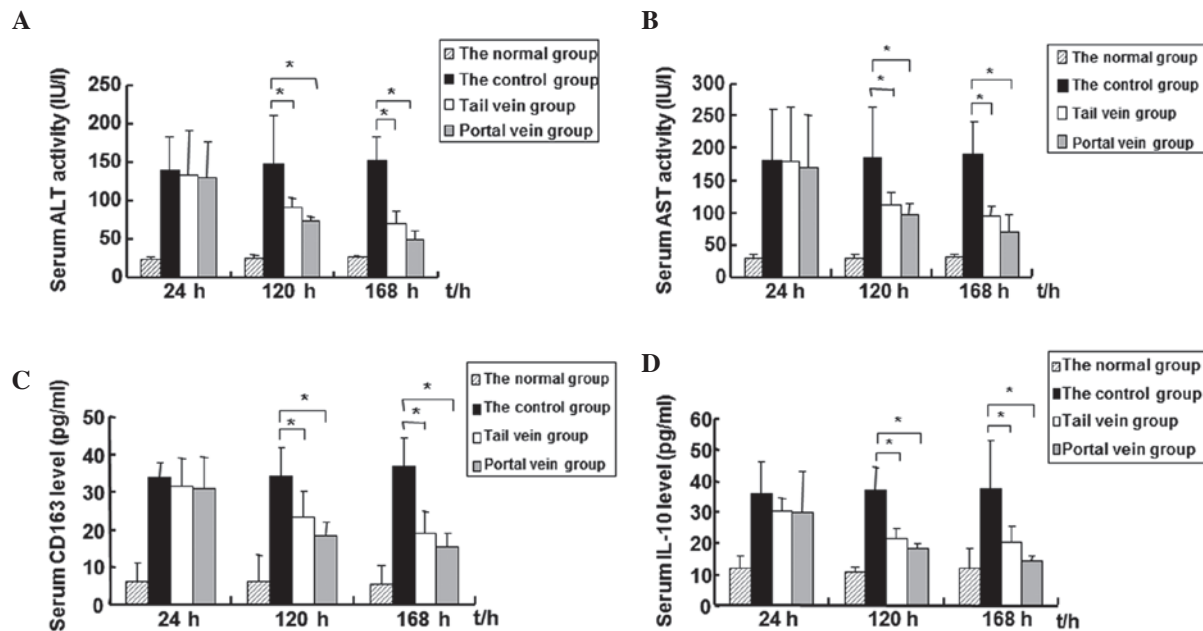 A
The normal group
The control group
Tail vein group
Portal vein group
Serum ALT activity (IU/l)
250
200
150
100
50
0
* * * *
24 h 120 h 168 h t/h
B
The normal group
The control group
Tail vein group
Portal vein group
Serum AST activity (IU/l)
300
250
200
150
100
50
0
* * * *
24 h 120 h 168 h t/h
C
The normal group
The control group
Tail vein group
Portal vein group
Serum CD163 level (pg/ml)
50
40
30
20
10
0
* * * *
24 h 120 h 168 h t/h
D
The normal group
The control group
Tail vein group
Portal vein group
Serum IL-10 level (pg/ml)
60
50
40
30
20
10
0
* * * *
24 h 120 h 168 h t/h